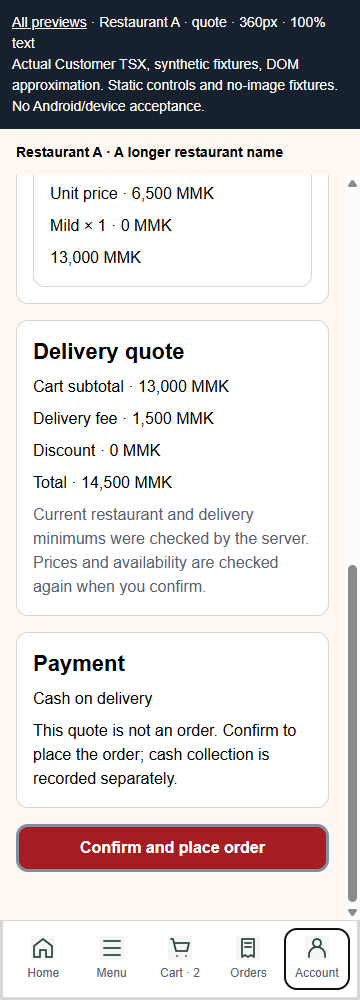 All previews · Restaurant A · quote · 360px · 100%
text
Actual Customer TSX, synthetic fixtures, DOM
approximation. Static controls and no-image fixtures.
No Android/device acceptance.
Restaurant A · A longer restaurant name
Unit price · 6,500 MMK
Mild × 1 · 0 MMK
13,000 MMK
Delivery quote
Cart subtotal · 13,000 MMK
Delivery fee · 1,500 MMK
Discount · 0 MMK
Total · 14,500 MMK
Current restaurant and delivery
minimums were checked by the server.
Prices and availability are checked
again when you confirm.
Payment
Cash on delivery
This quote is not an order. Confirm to
place the order; cash collection is
recorded separately.
Confirm and place order
Home
Menu
Cart · 2
Orders
Account